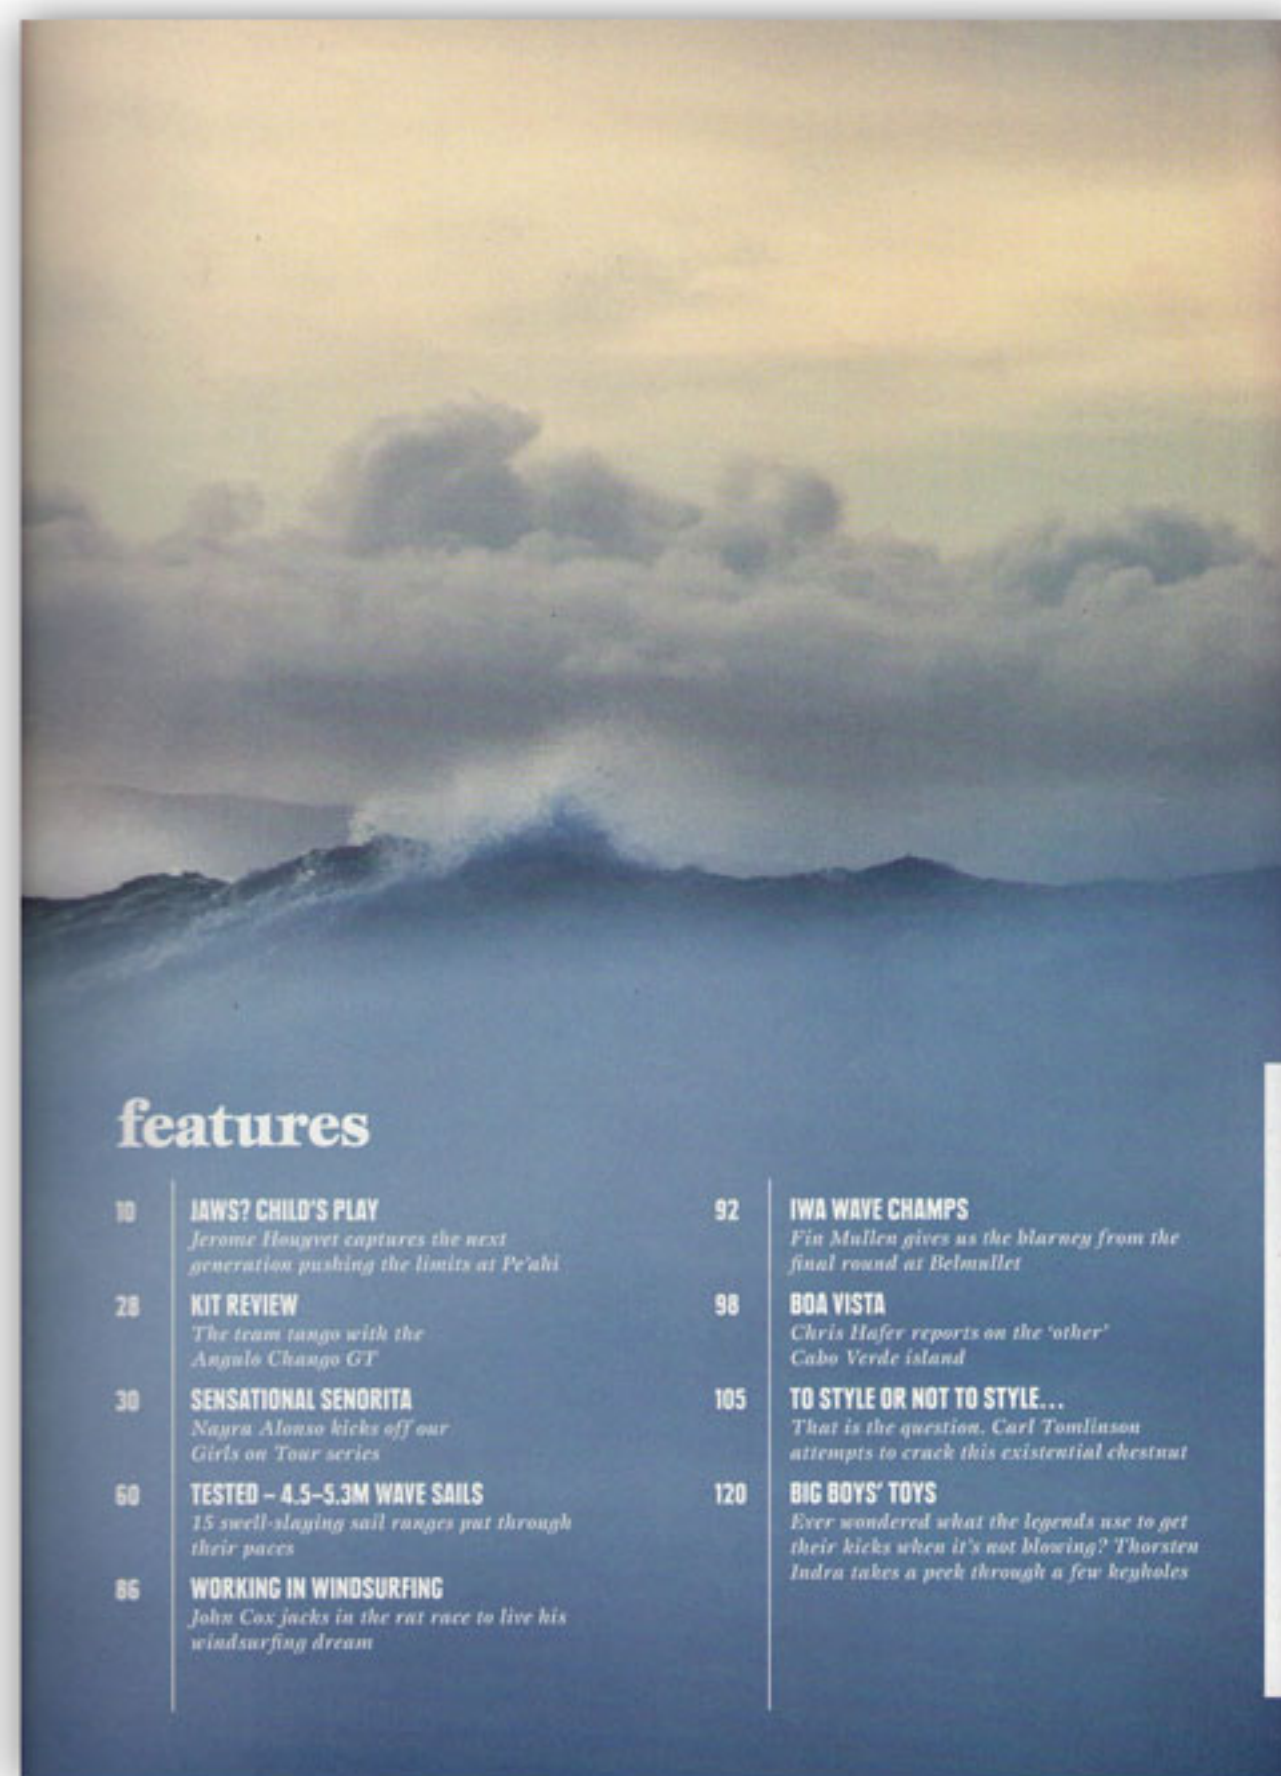 features
10
JAWS? CHILD'S PLAY
Jerome Houyvet captures the next
generation pushing the limits at Pe'ahi
28
KIT REVIEW
The team tango with the
Angulo Chango GT
30
SENSATIONAL SENORITA
Nayra Alonso kicks off our
Girls on Tour series
60
TESTED – 4.5–5.3M WAVE SAILS
15 swell-slaying sail ranges put through
their paces
86
WORKING IN WINDSURFING
John Cox jacks in the rat race to live his
windsurfing dream
92
IWA WAVE CHAMPS
Fin Mullen gives us the blarney from the
final round at Belmullet
98
BOA VISTA
Chris Hafer reports on the 'other'
Cabo Verde island
105
TO STYLE OR NOT TO STYLE...
That is the question. Carl Tomlinson
attempts to crack this existential chestnut
120
BIG BOYS' TOYS
Ever wondered what the legends use to get
their kicks when it's not blowing? Thorsten
Indra takes a peek through a few keyholes